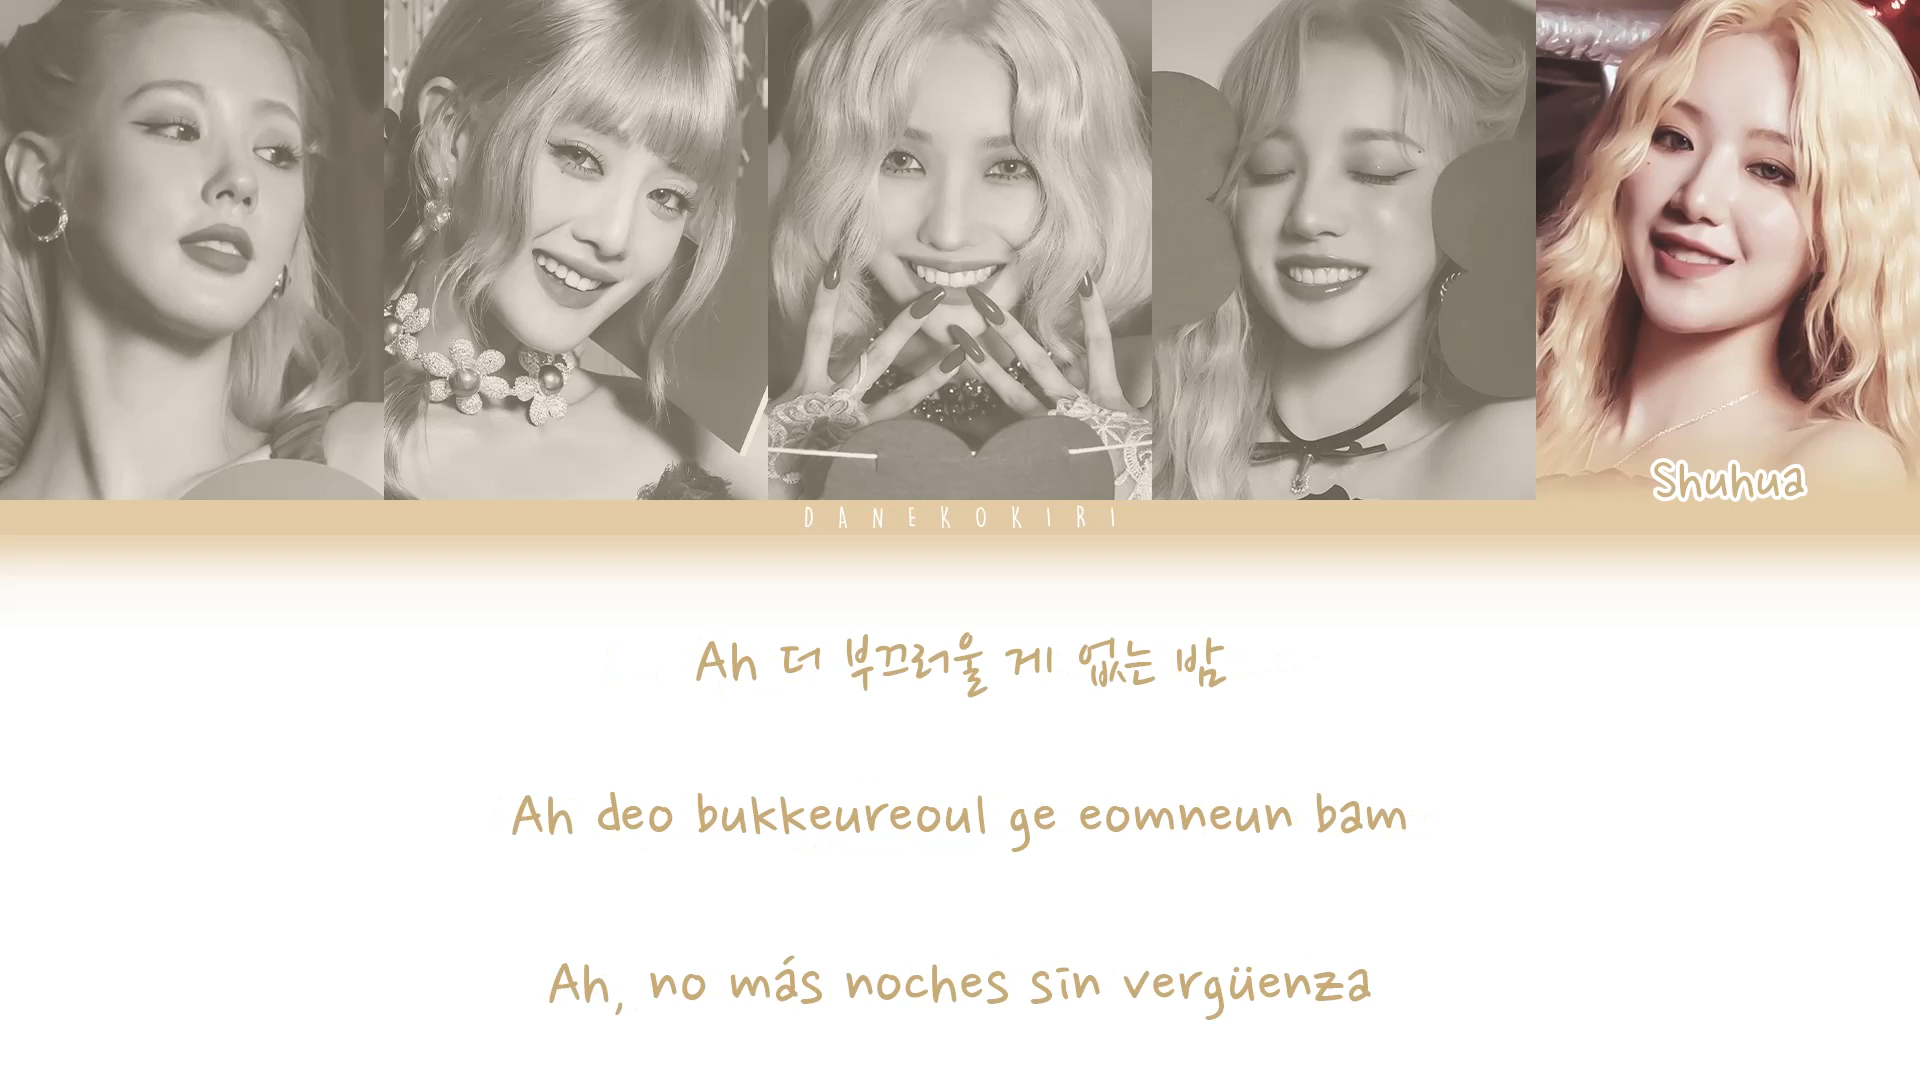 Shuhua
DANEKOKIRI
Ah 더 부끄러울 게 없는 밤
Ah deo bukkeureoul ge eomneun bam
Ah, no más noches sin vergüenza